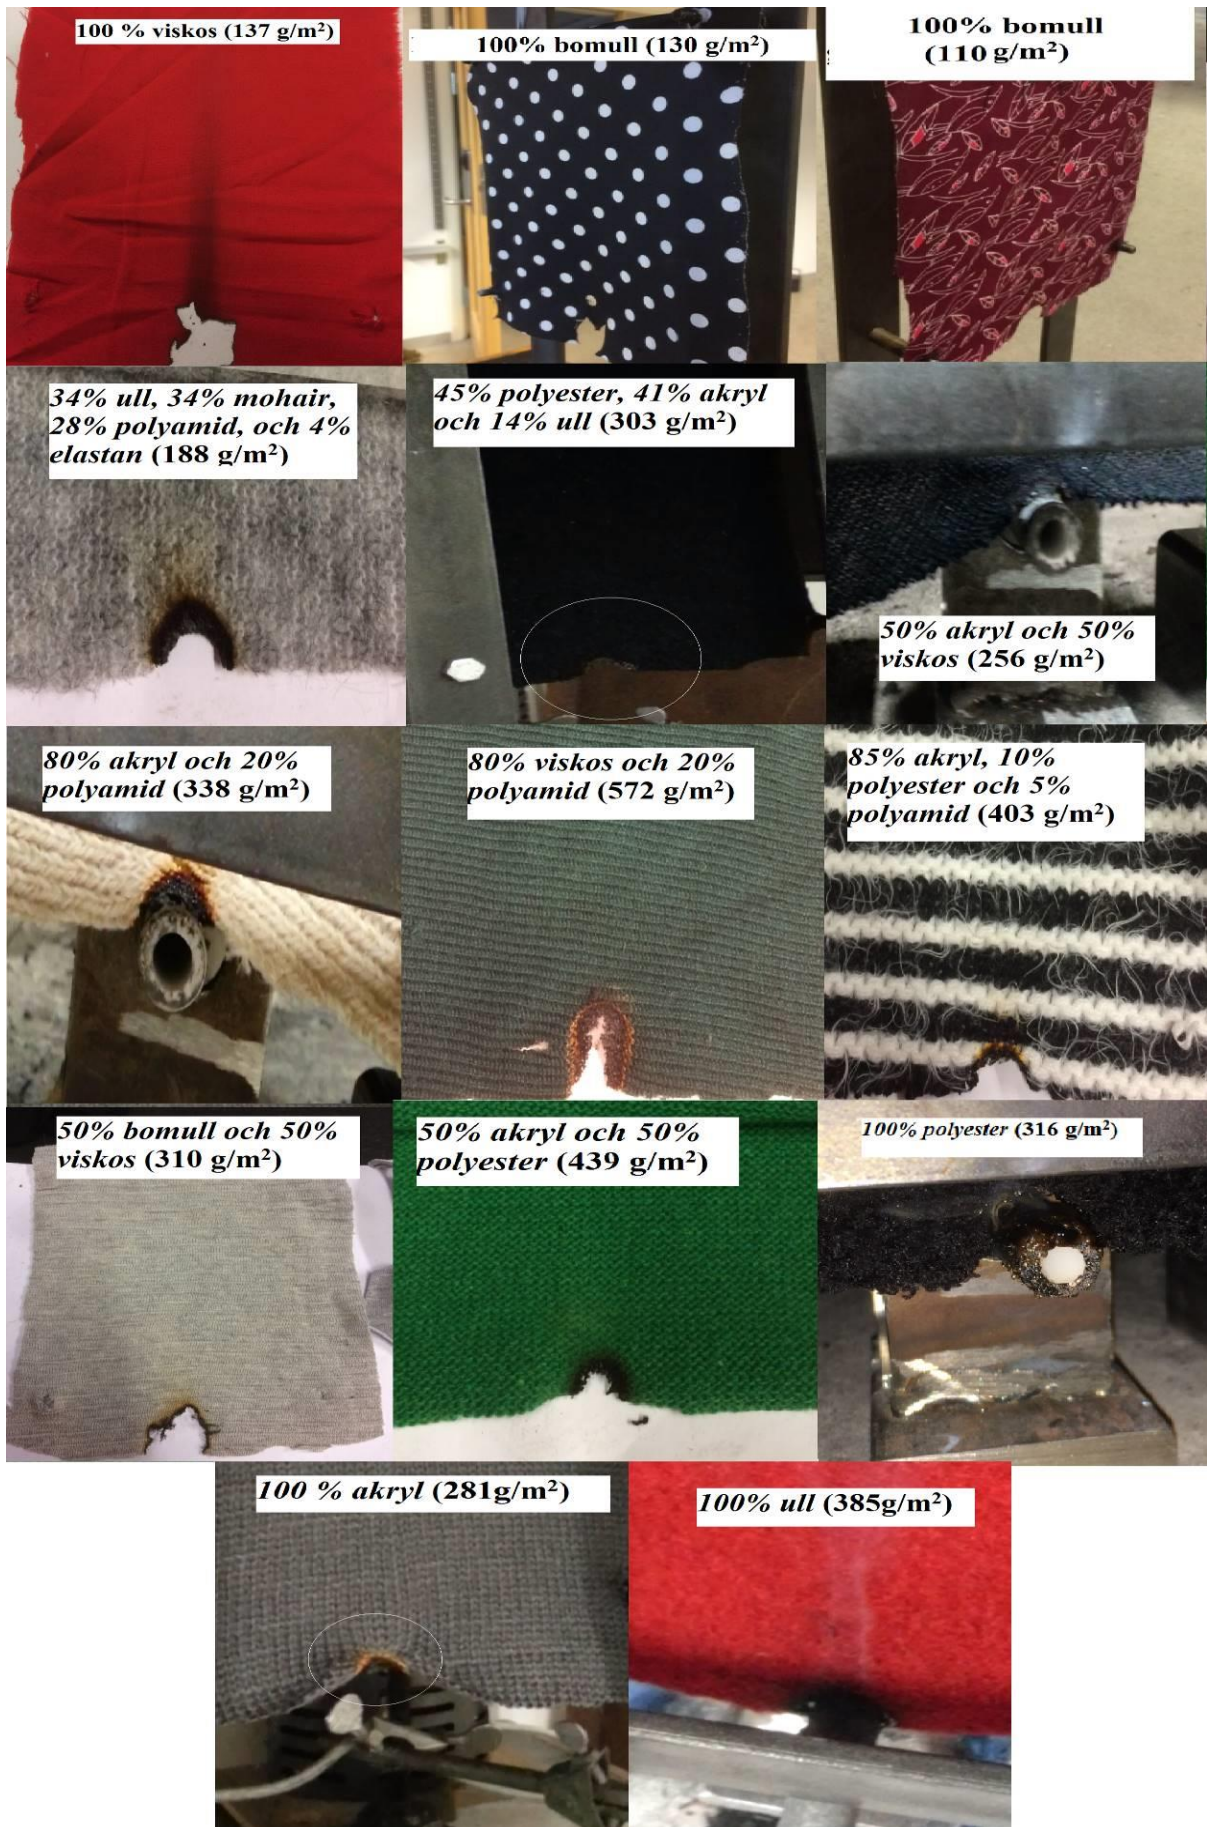 100 % viskos (137 g/m²)
100% bomull (130 g/m²)
100% bomull
(110 g/m²)
34% ull, 34% mohair,
28% polyamid, och 4%
elastan (188 g/m²)
45% polyester, 41% akryl
och 14% ull (303 g/m²)
50% akryl och 50%
viskos (256 g/m²)
80% akryl och 20%
polyamid (338 g/m²)
80% viskos och 20%
polyamid (572 g/m²)
85% akryl, 10%
polyester och 5%
polyamid (403 g/m²)
50% bomull och 50%
viskos (310 g/m²)
50% akryl och 50%
polyester (439 g/m²)
100% polyester (316 g/m²)
100 % akryl (281g/m²)
100% ull (385g/m²)